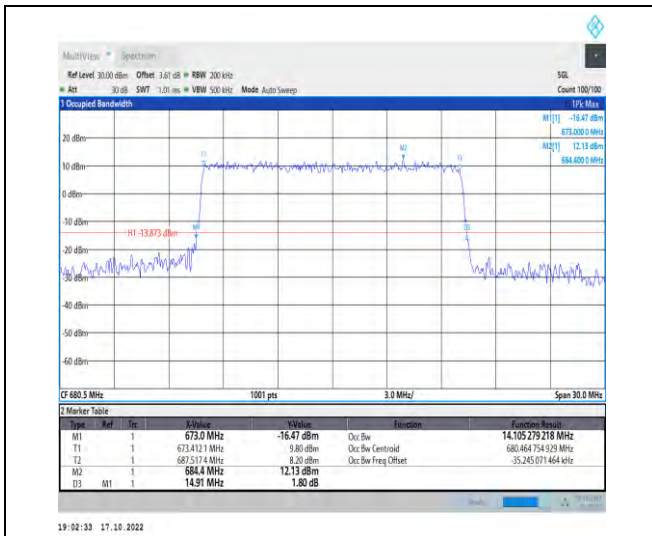 MultiView Spectrum
Ref Level 30.00 dBm Offset 3.61 dB RBW 200 kHz SGL
Att 30 dB SWT 1.01 ms VBW 500 kHz Mode Auto Sweep Count 100/100
1 Occupied Bandwidth 1Pk Max
M1[1] -16.47 dBm
673.000 0 MHz
M2[1] 12.13 dBm
684.400 0 MHz
20 dBm
T1 M2 T2
10 dBm
0 dBm
-10 dBm
H1 -13.873 dBm
M1 D3
-20 dBm
-30 dBm
-40 dBm
-50 dBm
-60 dBm
CF 680.5 MHz 1001 pts 3.0 MHz/ Span 30.0 MHz
2 Marker Table
Type Ref Trc X-Value Y-Value Function Function Result
M1 1 673.0 MHz -16.47 dBm Occ Bw 14.105 279 218 MHz
T1 1 673.412 1 MHz 9.80 dBm Occ Bw Centroid 680.464 754 929 MHz
T2 1 687.517 4 MHz 8.20 dBm Occ Bw Freq Offset -35.245 071 464 kHz
M2 1 684.4 MHz 12.13 dBm
D3 M1 1 14.91 MHz 1.80 dB
19:02:33 17.10.2022